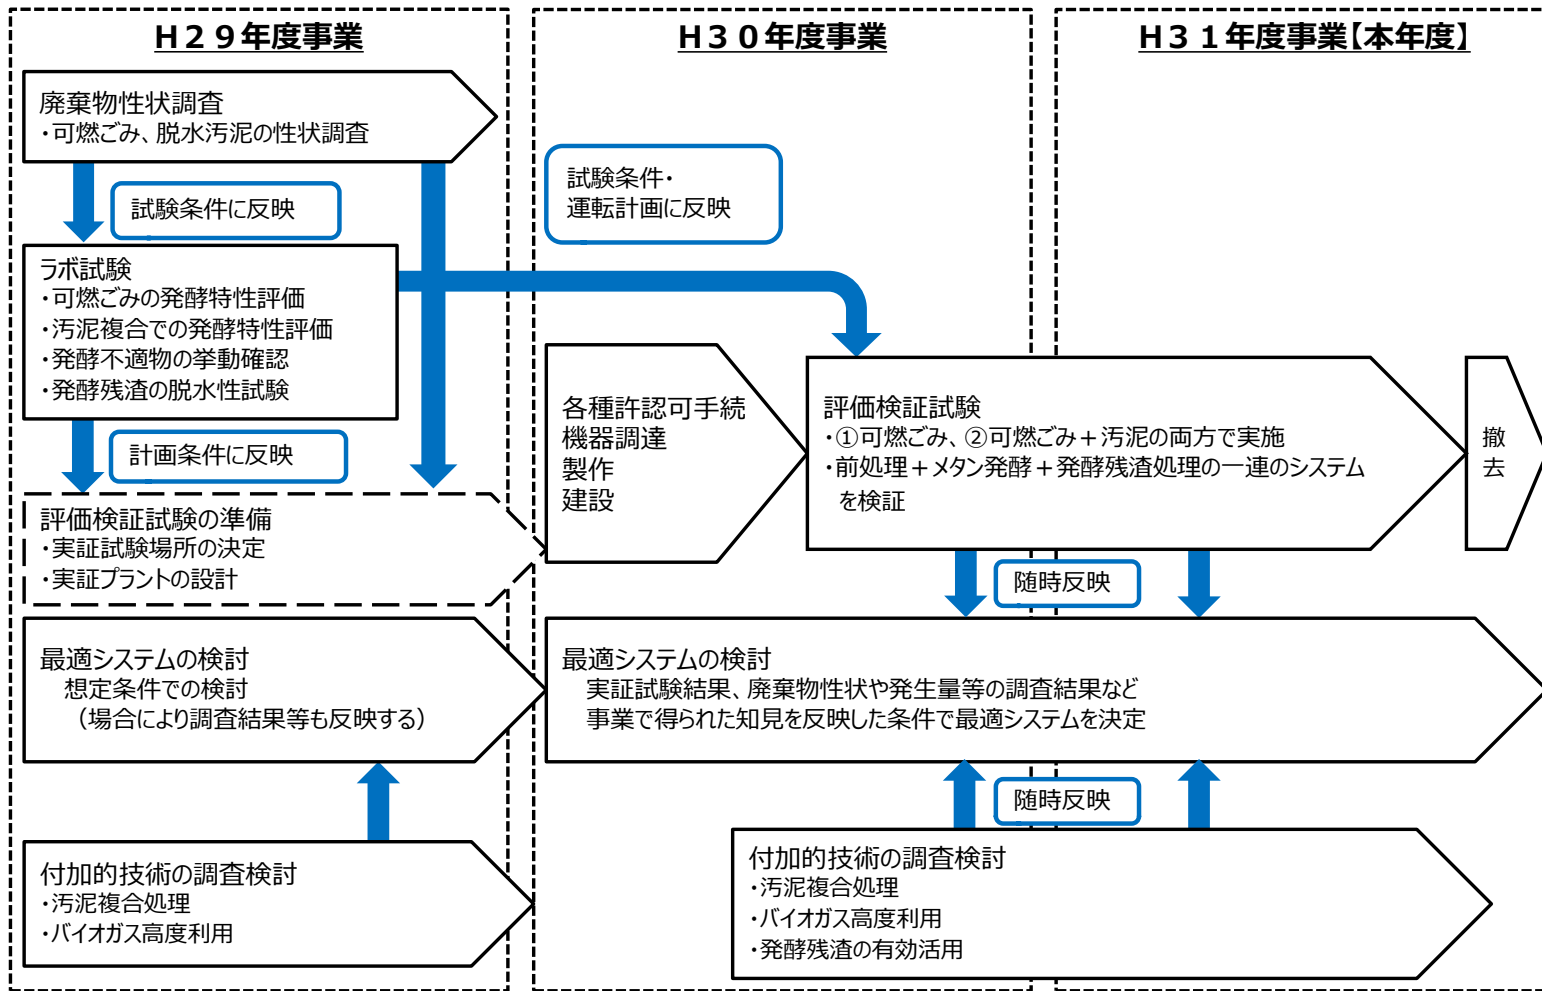 H29年度事業
廃棄物性状調査
・可燃ごみ、脱水汚泥の性状調査
試験条件に反映
ラボ試験
・可燃ごみの発酵特性評価
・汚泥複合での発酵特性評価
・発酵不適物の挙動確認
・発酵残渣の脱水性試験
計画条件に反映
評価検証試験の準備
・実証試験場所の決定
・実証プラントの設計
最適システムの検討
想定条件での検討
（場合により調査結果等も反映する）
付加的技術の調査検討
・汚泥複合処理
・バイオガス高度利用
H30年度事業
試験条件・
運転計画に反映
各種許認可手続
機器調達
製作
建設
H31年度事業【本年度】
評価検証試験
・①可燃ごみ、②可燃ごみ＋汚泥の両方で実施
・前処理＋メタン発酵＋発酵残渣処理の一連のシステム
を検証
撤
去
随時反映
最適システムの検討
実証試験結果、廃棄物性状や発生量等の調査結果など
事業で得られた知見を反映した条件で最適システムを決定
随時反映
付加的技術の調査検討
・汚泥複合処理
・バイオガス高度利用
・発酵残渣の有効活用